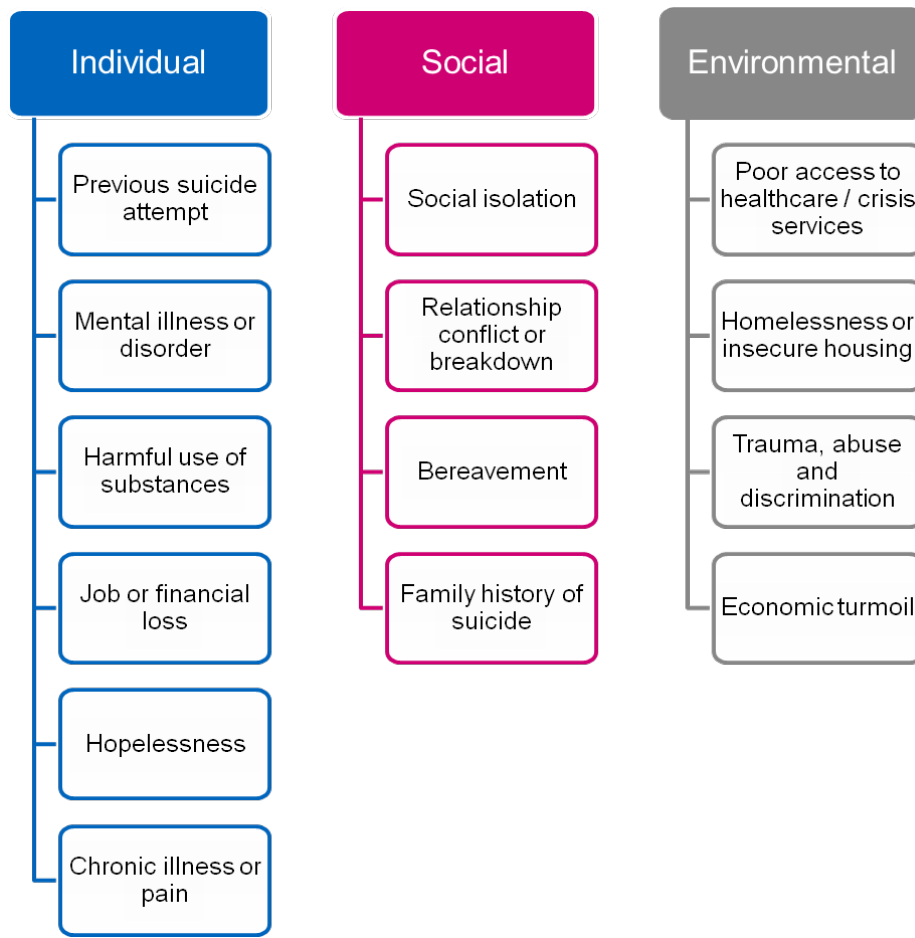 Individual
Previous suicide
attempt
Mental illness or
disorder
Harmful use of
substances
Job or financial
loss
Hopelessness
Chronic illness or
pain
Social
Social isolation
Relationship
conflict or
breakdown
Bereavement
Family history of
suicide
Environmental
Poor access to
healthcare / crisis
services
Homelessness or
insecure housing
Trauma, abuse
and
discrimination
Economic turmoil